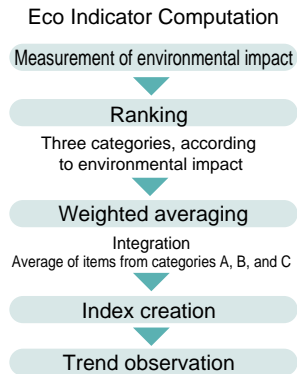 Eco Indicator Computation
Measurement of environmental impact
Ranking
Three categories, according
to environmental impact
Weighted averaging
Integration
Average of items from categories A, B, and C
Index creation
Trend observation